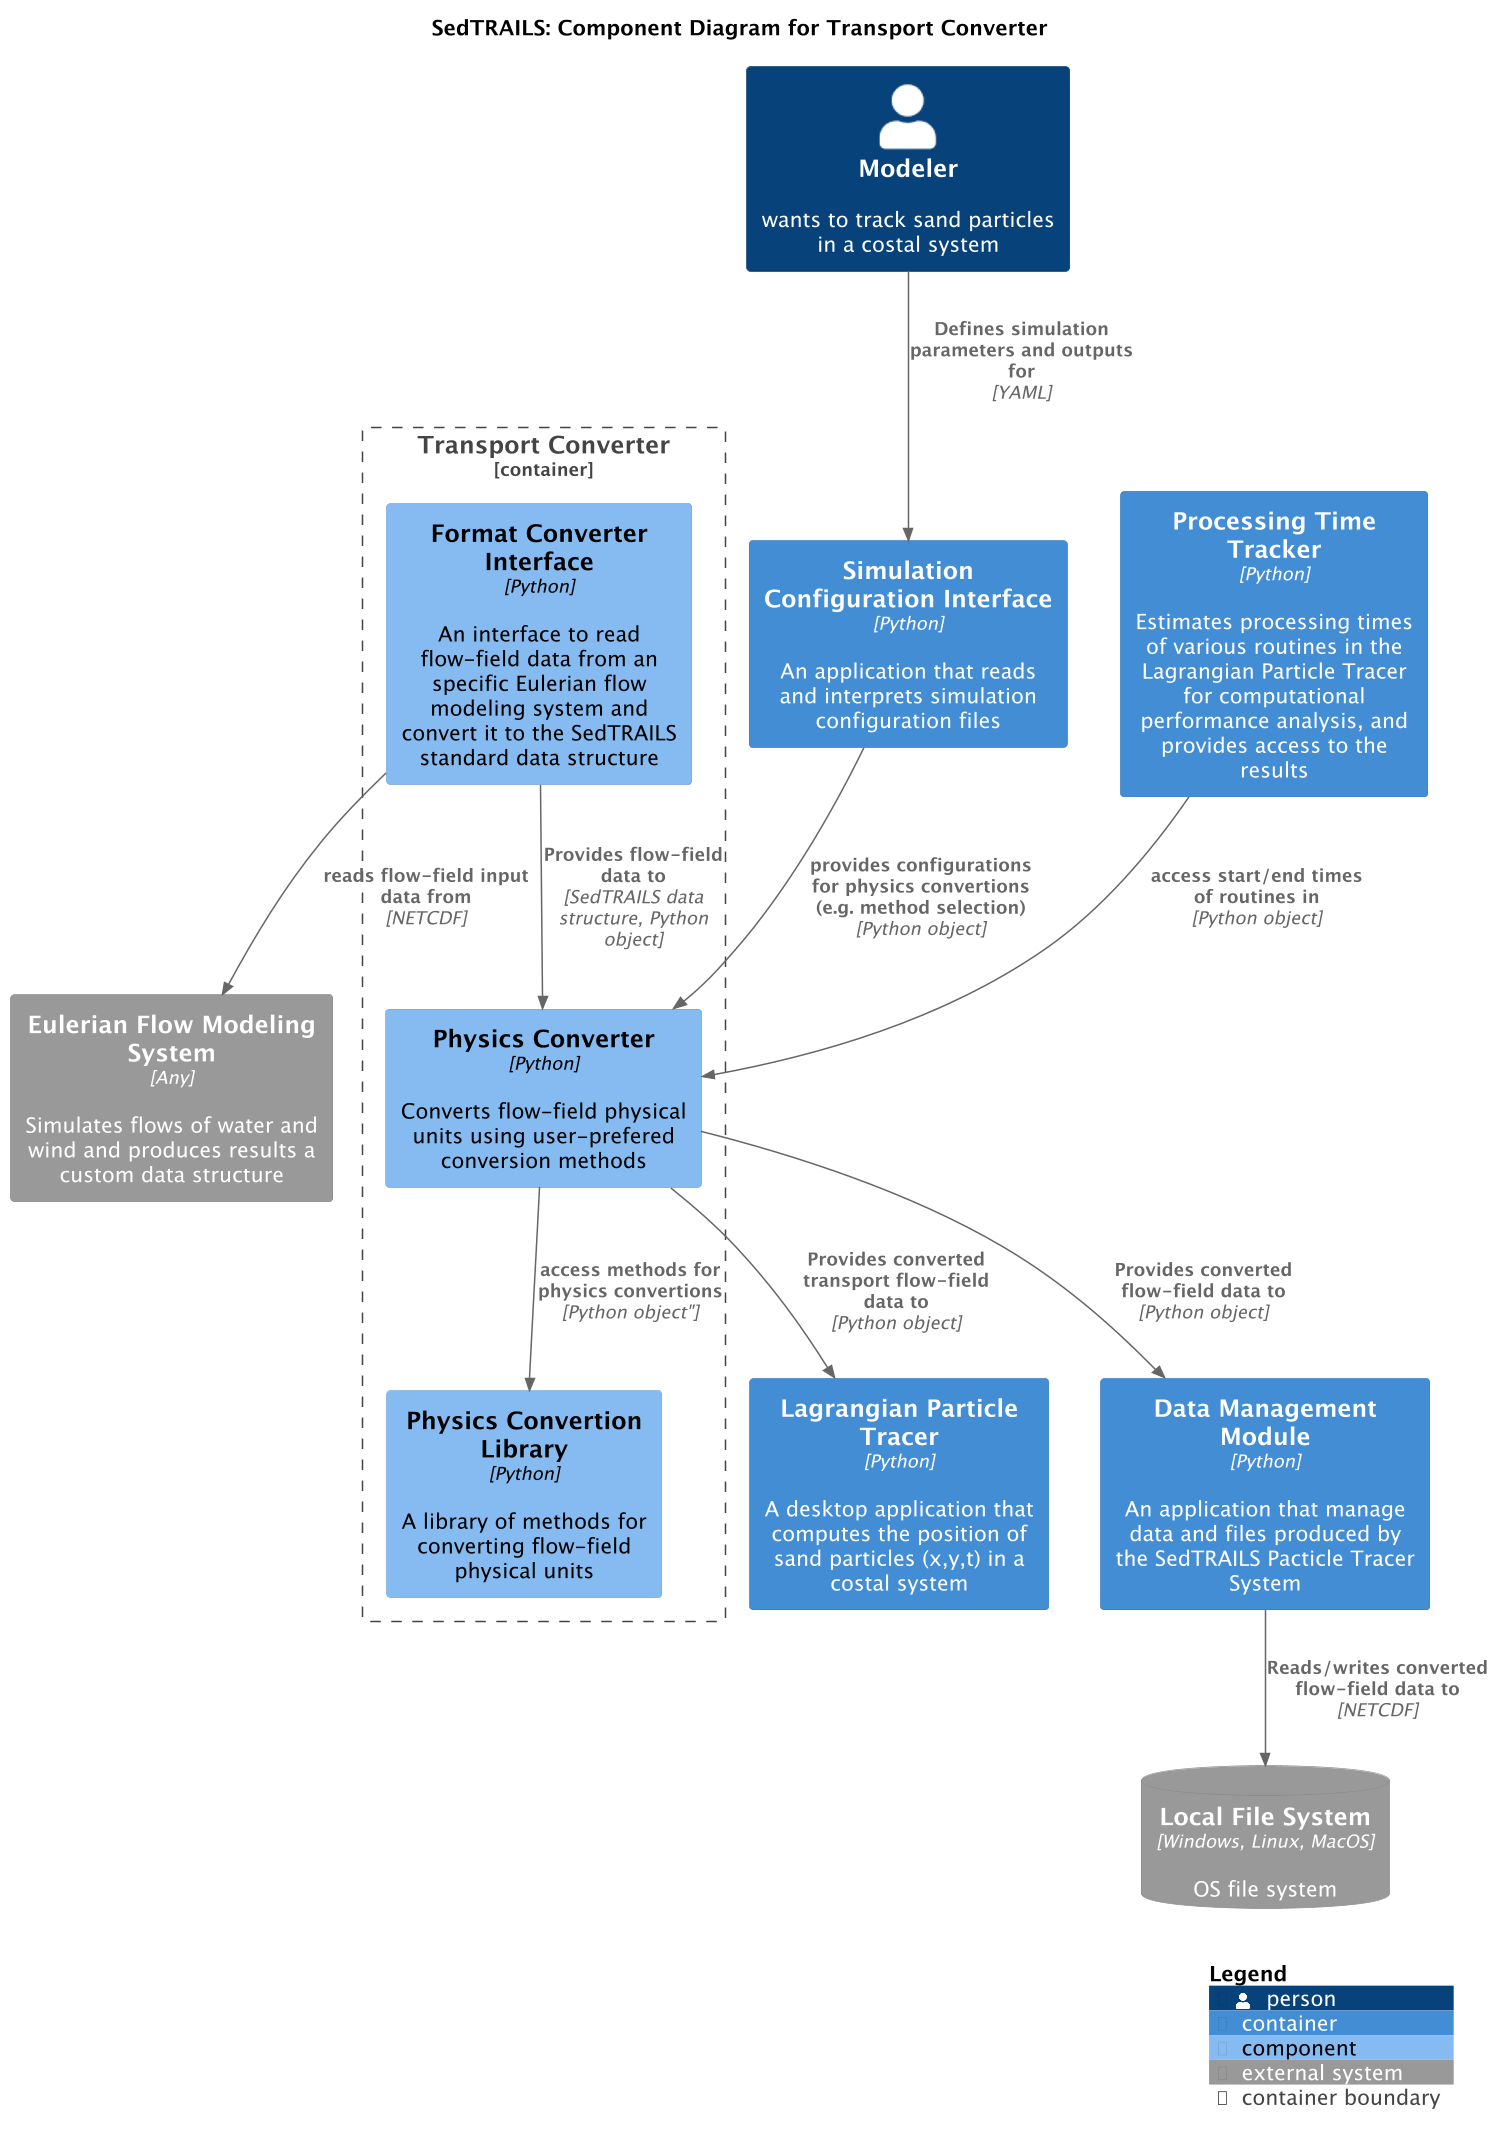 SedTRAILS: Component Diagram for Transport Converter
Modeler
wants to track sand particles
in a costal system
Defines simulation
parameters and outputs
for
[YAML]
Transport Converter
[container]
Format Converter
Interface
[Python]
An interface to read
flow-field data from an
specific Eulerian flow
modeling system and
convert it to the SedTRAILS
standard data structure
Simulation
Configuration Interface
[Python]
An application that reads
and interprets simulation
configuration files
Processing Time
Tracker
[Python]
Estimates processing times
of various routines in the
Lagrangian Particle Tracer
for computational
performance analysis, and
provides access to the
results
reads flow-field input
data from
[NETCDF]
Provides flow-field
data to
[SedTRAILS data
structure, Python
object]
provides configurations
for physics convertions
(e.g. method selection)
[Python object]
access start/end times
of routines in
[Python object]
Eulerian Flow Modeling
System
[Any]
Simulates flows of water and
wind and produces results a
custom data structure
Physics Converter
[Python]
Converts flow-field physical
units using user-prefered
conversion methods
access methods for
physics convertions
[Python object"]
Provides converted
transport flow-field
data to
[Python object]
Provides converted
flow-field data to
[Python object]
Physics Convertion
Library
[Python]
A library of methods for
converting flow-field
physical units
Lagrangian Particle
Tracer
[Python]
A desktop application that
computes the position of
sand particles (x,y,t) in a
costal system
Data Management
Module
[Python]
An application that manage
data and files produced by
the SedTRAILS Pacticle Tracer
System
Reads/writes converted
flow-field data to
[NETCDF]
Local File System
[Windows, Linux, MacOS]
OS file system
Legend
person
container
component
external system
container boundary